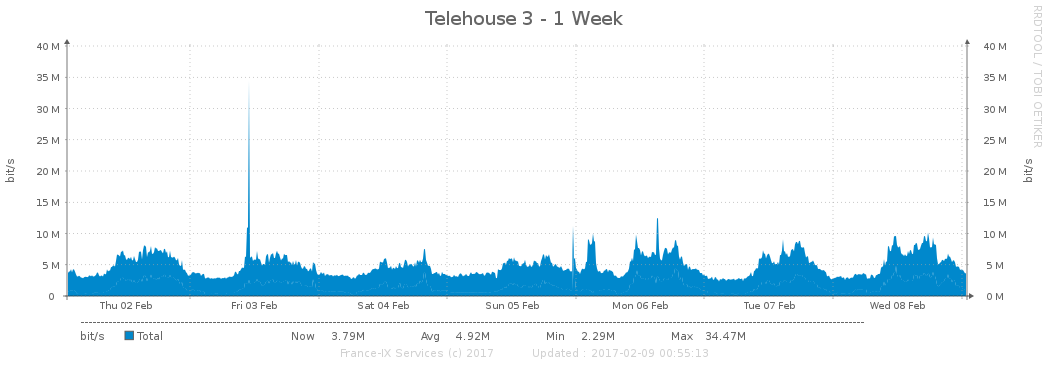 Telehouse 3 - 1 Week
RRDTOOL / TOBI OETIKER
bit/s
40 M 40 M
35 M 35 M
30 M 30 M
25 M 25 M
20 M 20 M
15 M 15 M
10 M 10 M
5 M 5 M
0 0 M
bit/s
Thu 02 Feb Fri 03 Feb Sat 04 Feb Sun 05 Feb Mon 06 Feb Tue 07 Feb Wed 08 Feb
bit/s Total Now 3.79M Avg 4.92M Min 2.29M Max 34.47M
France-IX Services (c) 2017 Updated : 2017-02-09 00:55:13